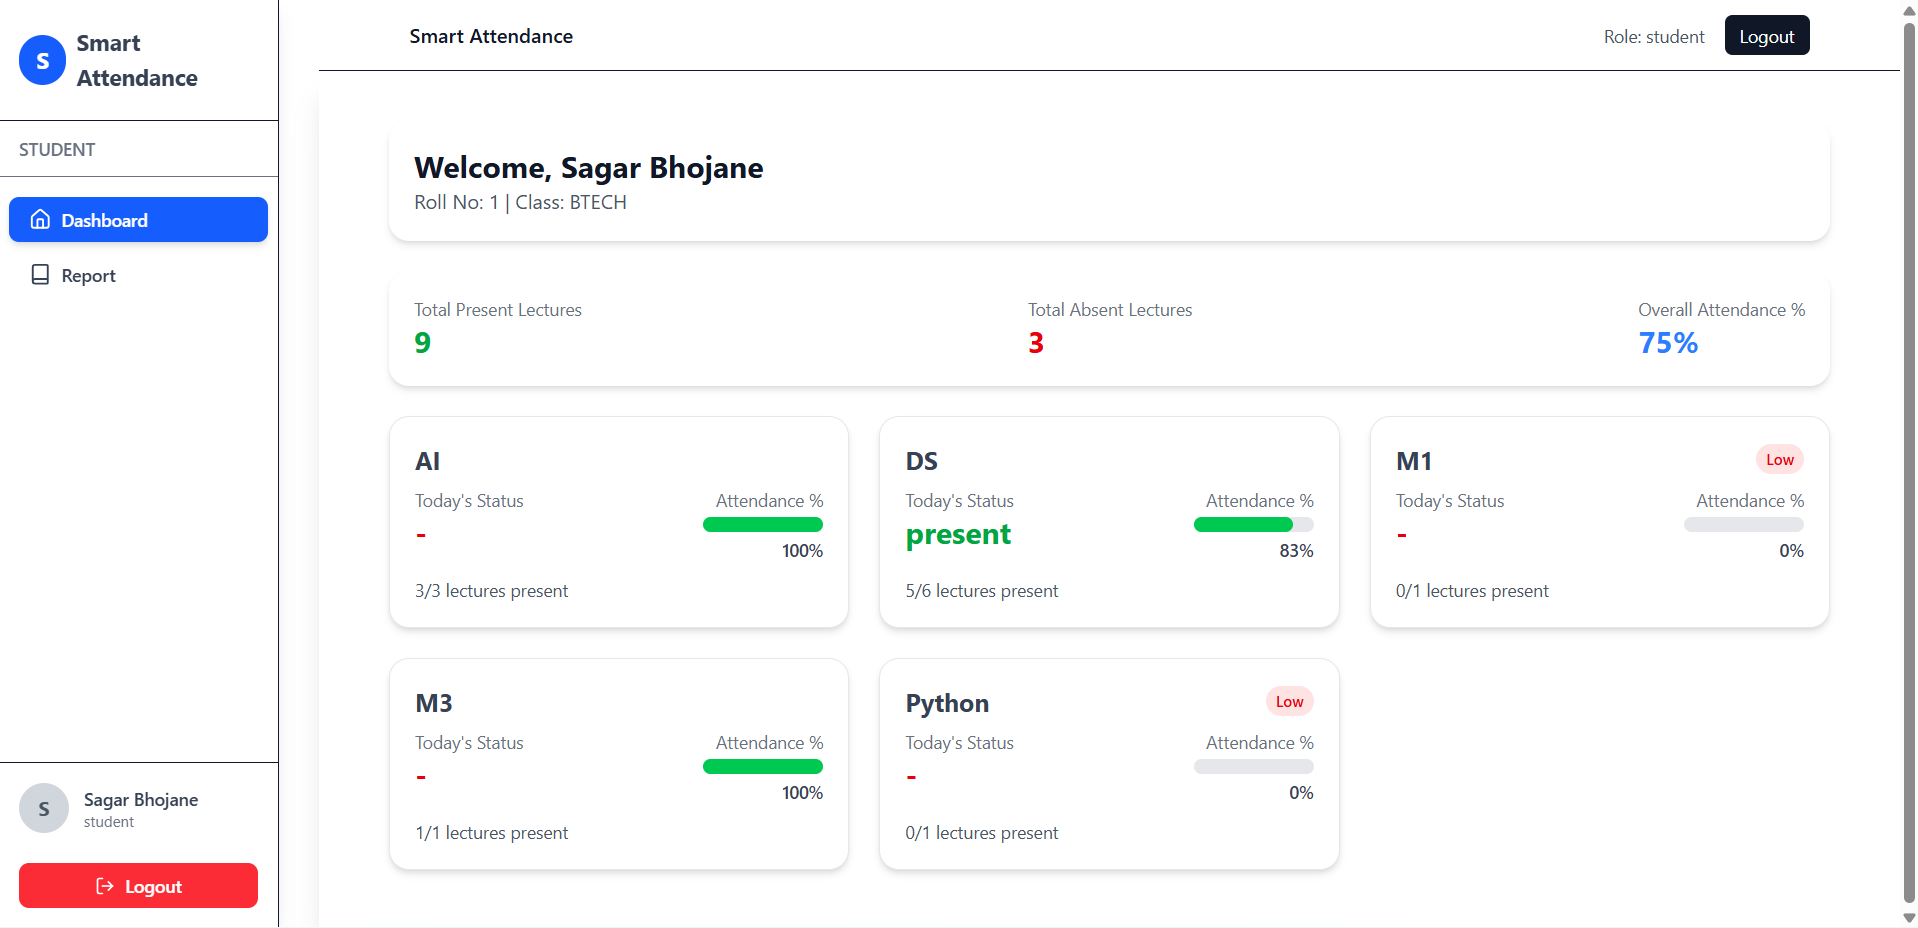 S
Smart
Attendance
STUDENT
Dashboard
Report
S
Sagar Bhojane
student
Logout
Smart Attendance
Role: student
Logout
Welcome, Sagar Bhojane
Roll No: 1 | Class: BTECH
Total Present Lectures
9
Total Absent Lectures
3
Overall Attendance %
75%
AI
Today's Status
-
Attendance %
100%
3/3 lectures present
DS
Today's Status
present
Attendance %
83%
5/6 lectures present
M1
Low
Today's Status
-
Attendance %
0%
0/1 lectures present
M3
Today's Status
-
Attendance %
100%
1/1 lectures present
Python
Low
Today's Status
-
Attendance %
0%
0/1 lectures present